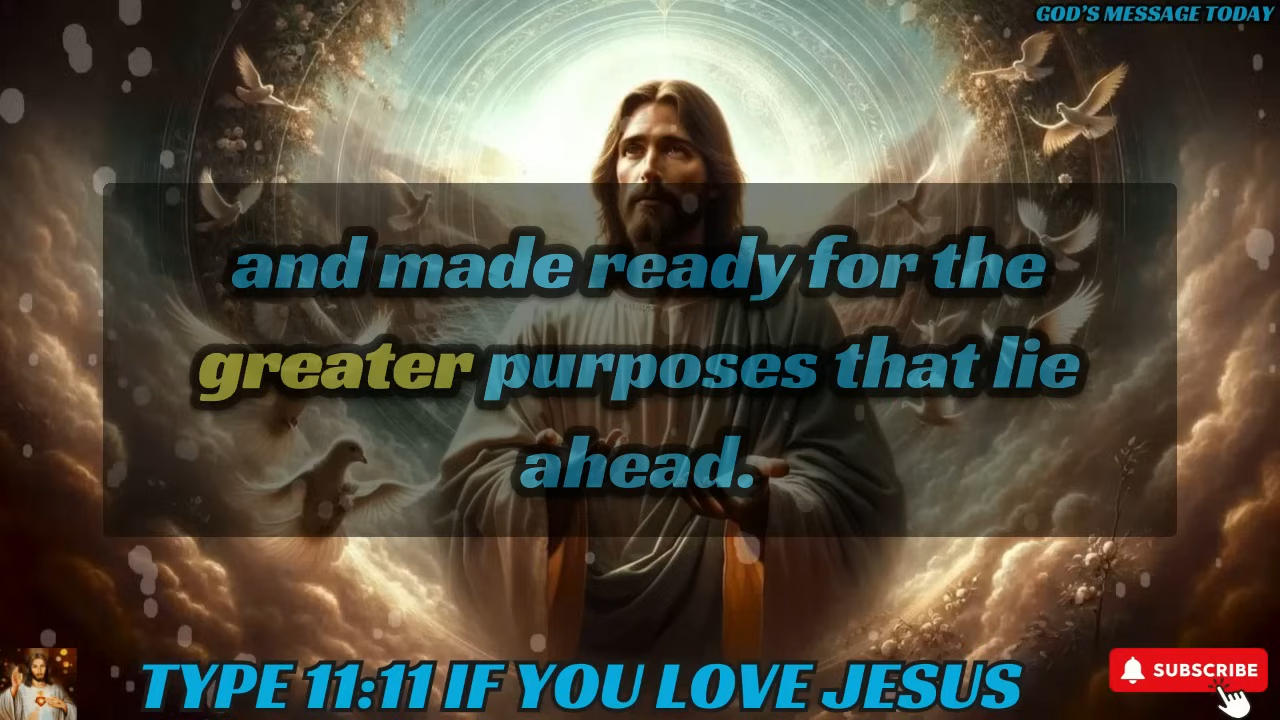 GOD'S MESSAGE TODAY
and made ready for the
greater purposes that lie
ahead.
TYPE 11:11 IF YOU LOVE JESUS
SUBSCRIBE